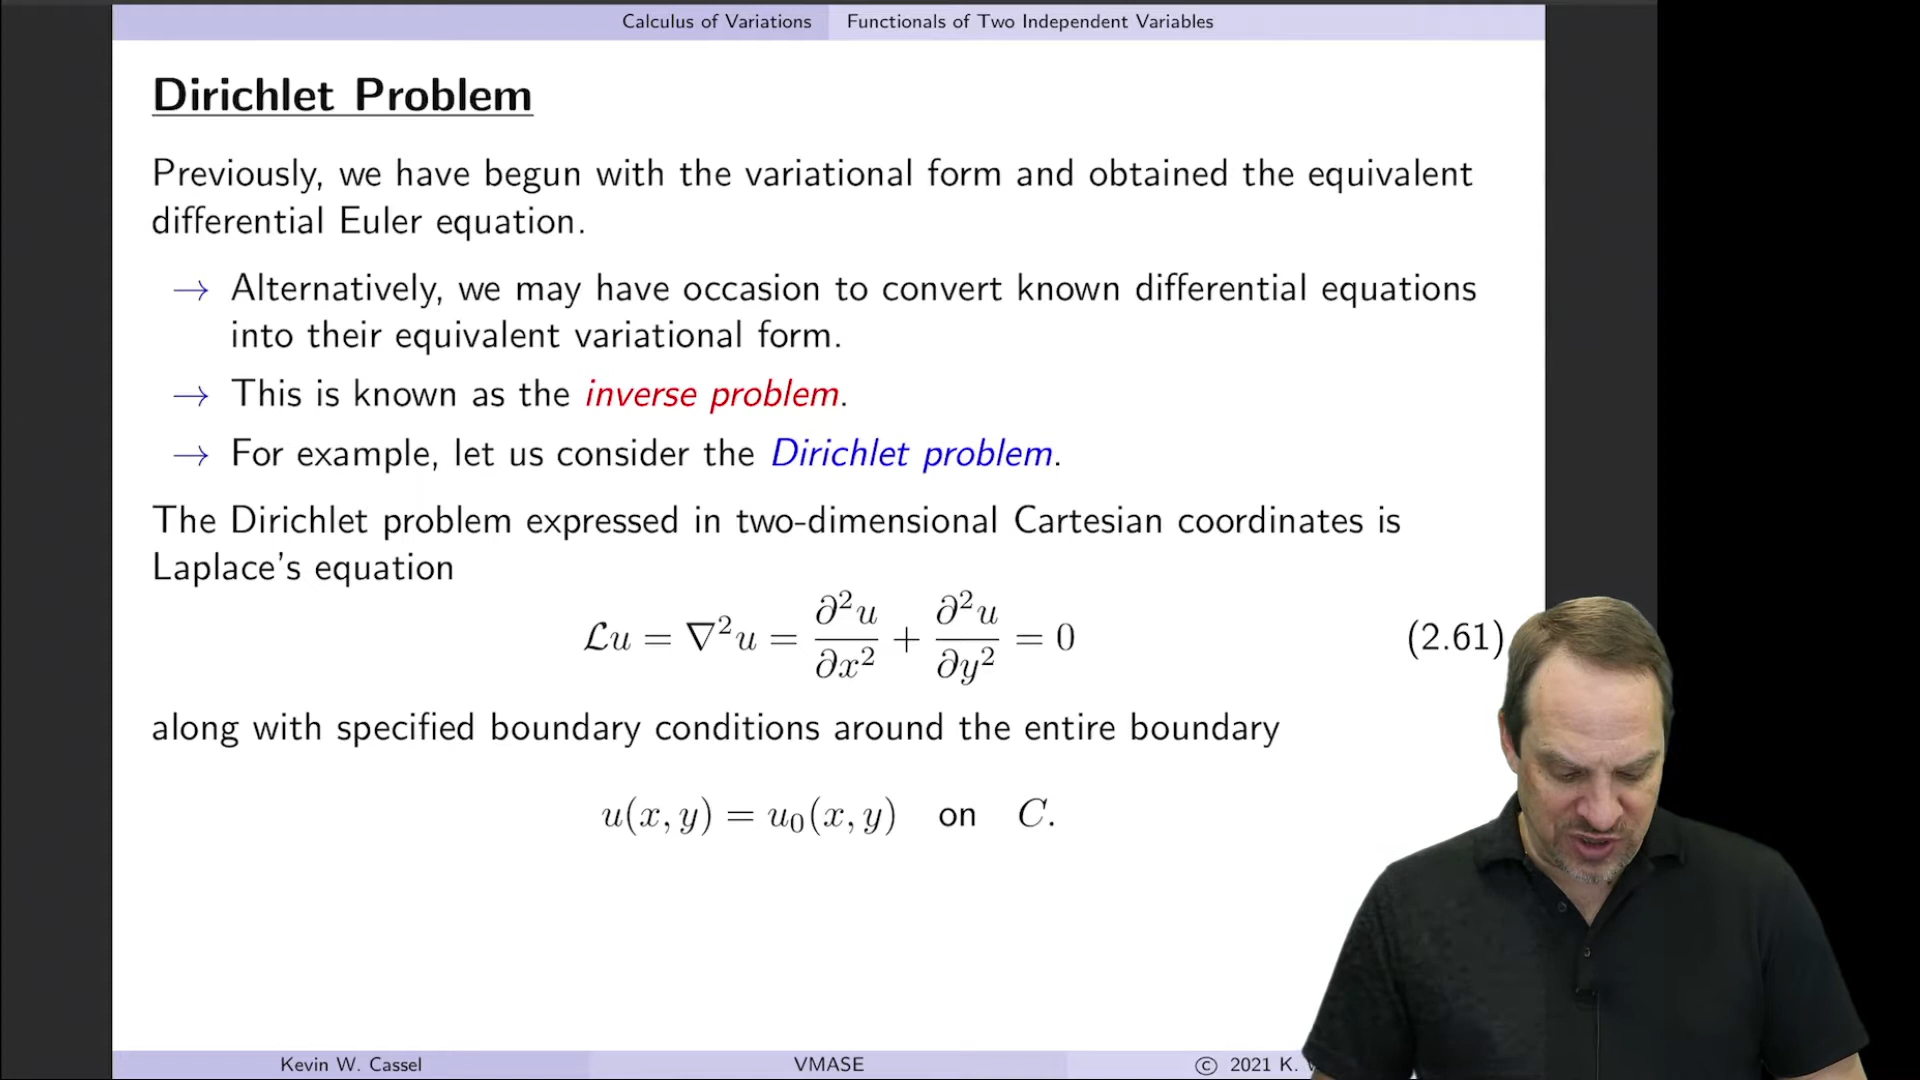 Calculus of Variations Functionals of Two Independent Variables
Dirichlet Problem
Previously, we have begun with the variational form and obtained the equivalent
differential Euler equation.
→ Alternatively, we may have occasion to convert known differential equations
into their equivalent variational form.
→ This is known as the inverse problem.
→ For example, let us consider the Dirichlet problem.
The Dirichlet problem expressed in two-dimensional Cartesian coordinates is
Laplace's equation
ℒu = ∇²u = ∂²u/∂x² + ∂²u/∂y² = 0 (2.61)
along with specified boundary conditions around the entire boundary
u(x, y) = u₀(x, y) on C.
Kevin W. Cassel VMASE © 2021 K.